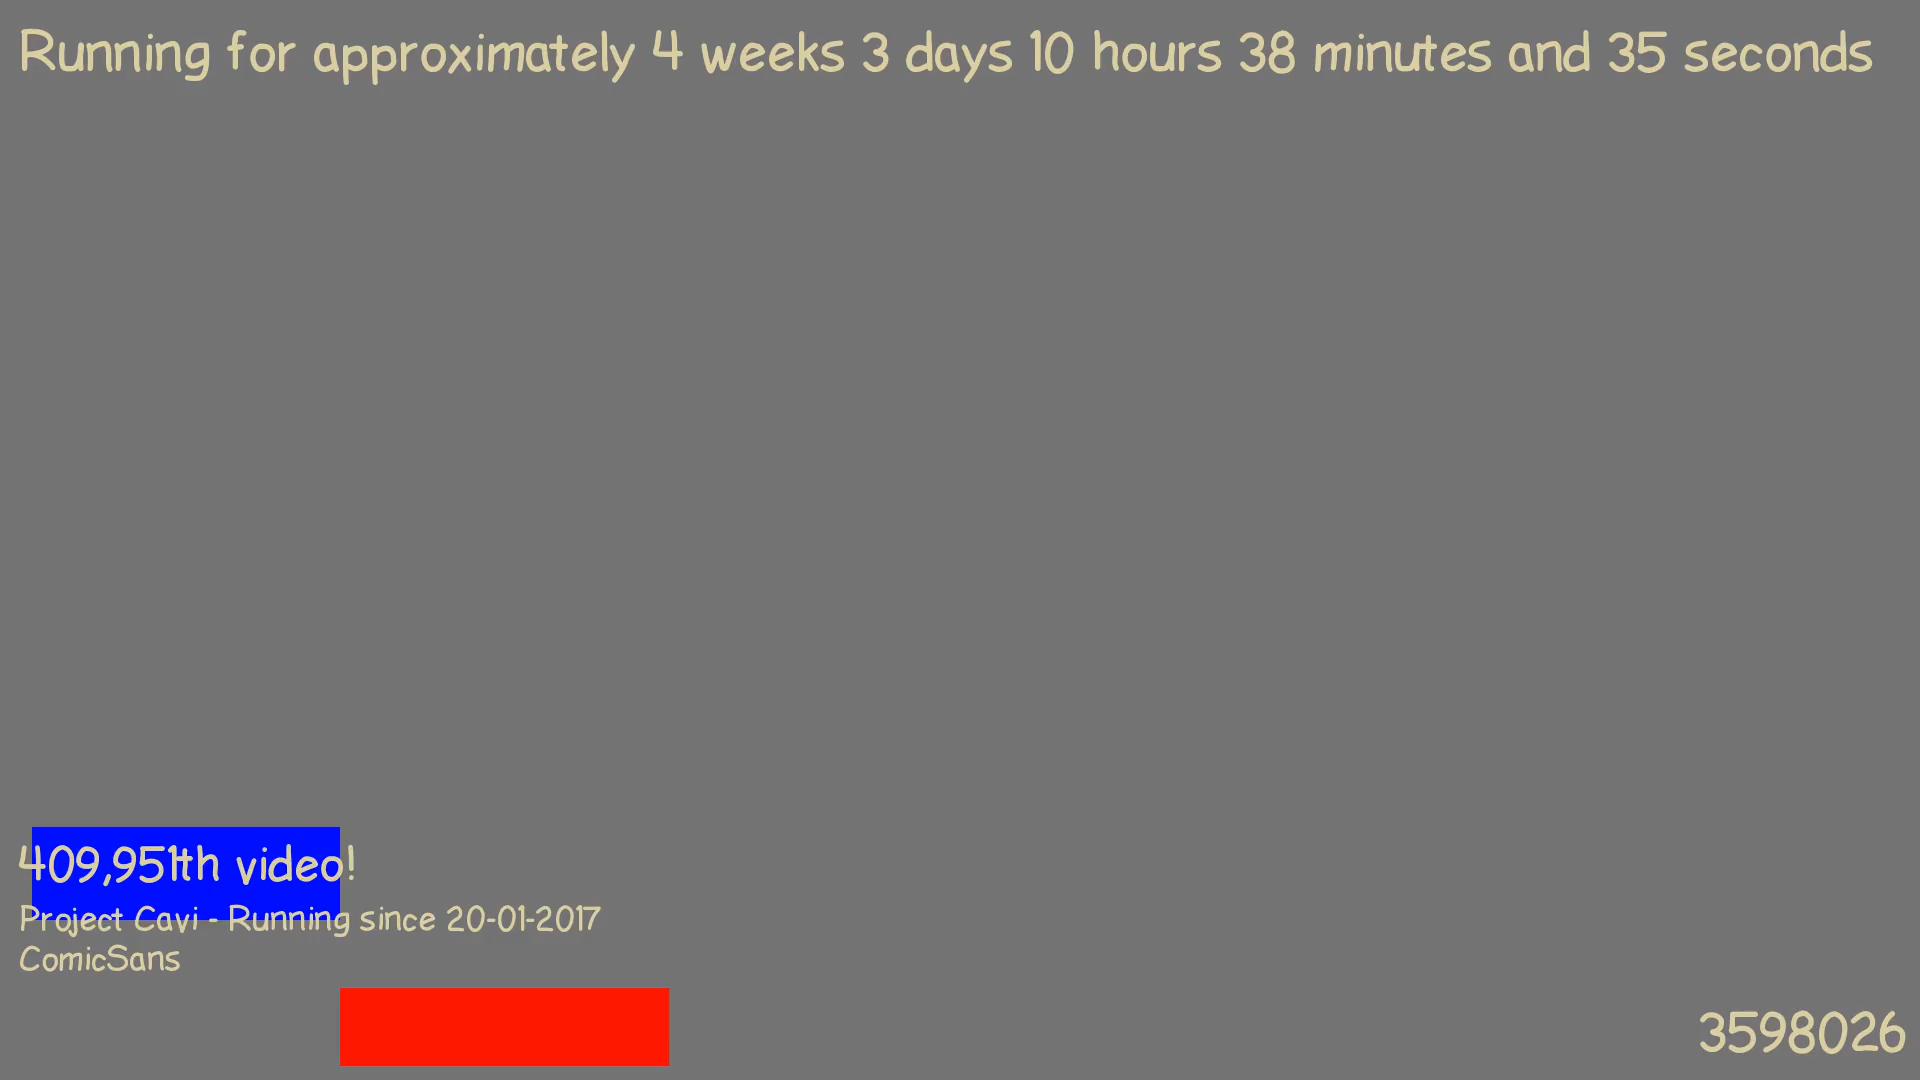 Running for approximately 4 weeks 3 days 10 hours 38 minutes and 35 seconds
409,951th video!
Project Cavi - Running since 20-01-2017
ComicSans
3598026